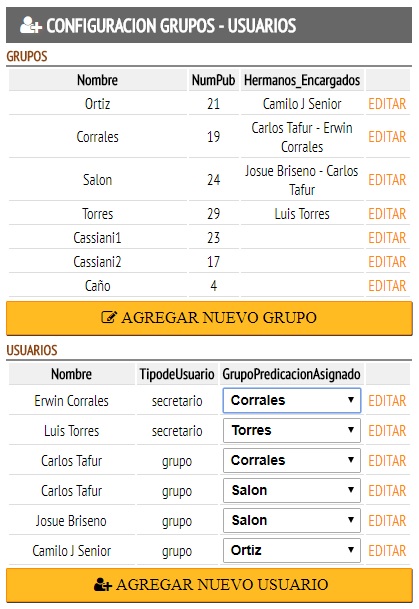 CONFIGURACION GRUPOS - USUARIOS
GRUPOS
Nombre NumPub Hermanos_Encargados
Ortiz 21 Camilo J Senior EDITAR
Corrales 19 Carlos Tafur - Erwin Corrales EDITAR
Salon 24 Josue Briseno - Carlos Tafur EDITAR
Torres 29 Luis Torres EDITAR
Cassiani1 23
Cassiani2 17
Caño 4
AGREGAR NUEVO GRUPO
USUARIOS
Nombre TipodeUsuario GrupoPredicacionAsignado
Erwin Corrales secretario Corrales EDITAR
Luis Torres secretario Torres EDITAR
Carlos Tafur grupo Corrales EDITAR
Carlos Tafur grupo Salon EDITAR
Josue Briseno grupo Salon EDITAR
Camilo J Senior grupo Ortiz EDITAR
AGREGAR NUEVO USUARIO